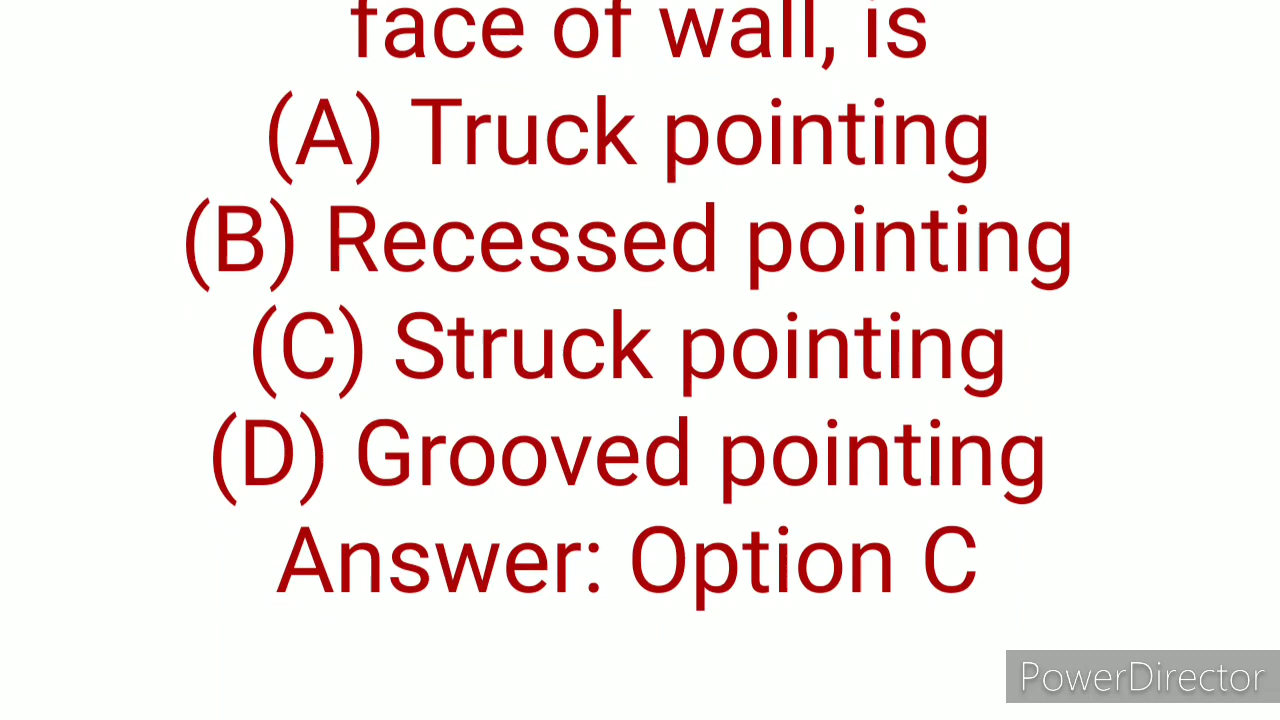 face of wall, is
(A) Truck pointing
(B) Recessed pointing
(C) Struck pointing
(D) Grooved pointing
Answer: Option C
PowerDirector